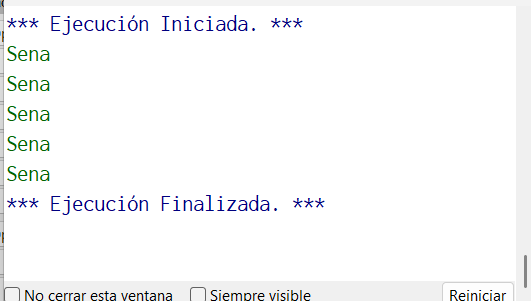 *** Ejecución Iniciada. ***
Sena
Sena
Sena
Sena
Sena
*** Ejecución Finalizada. ***
No cerrar esta ventana Siempre visible Reiniciar